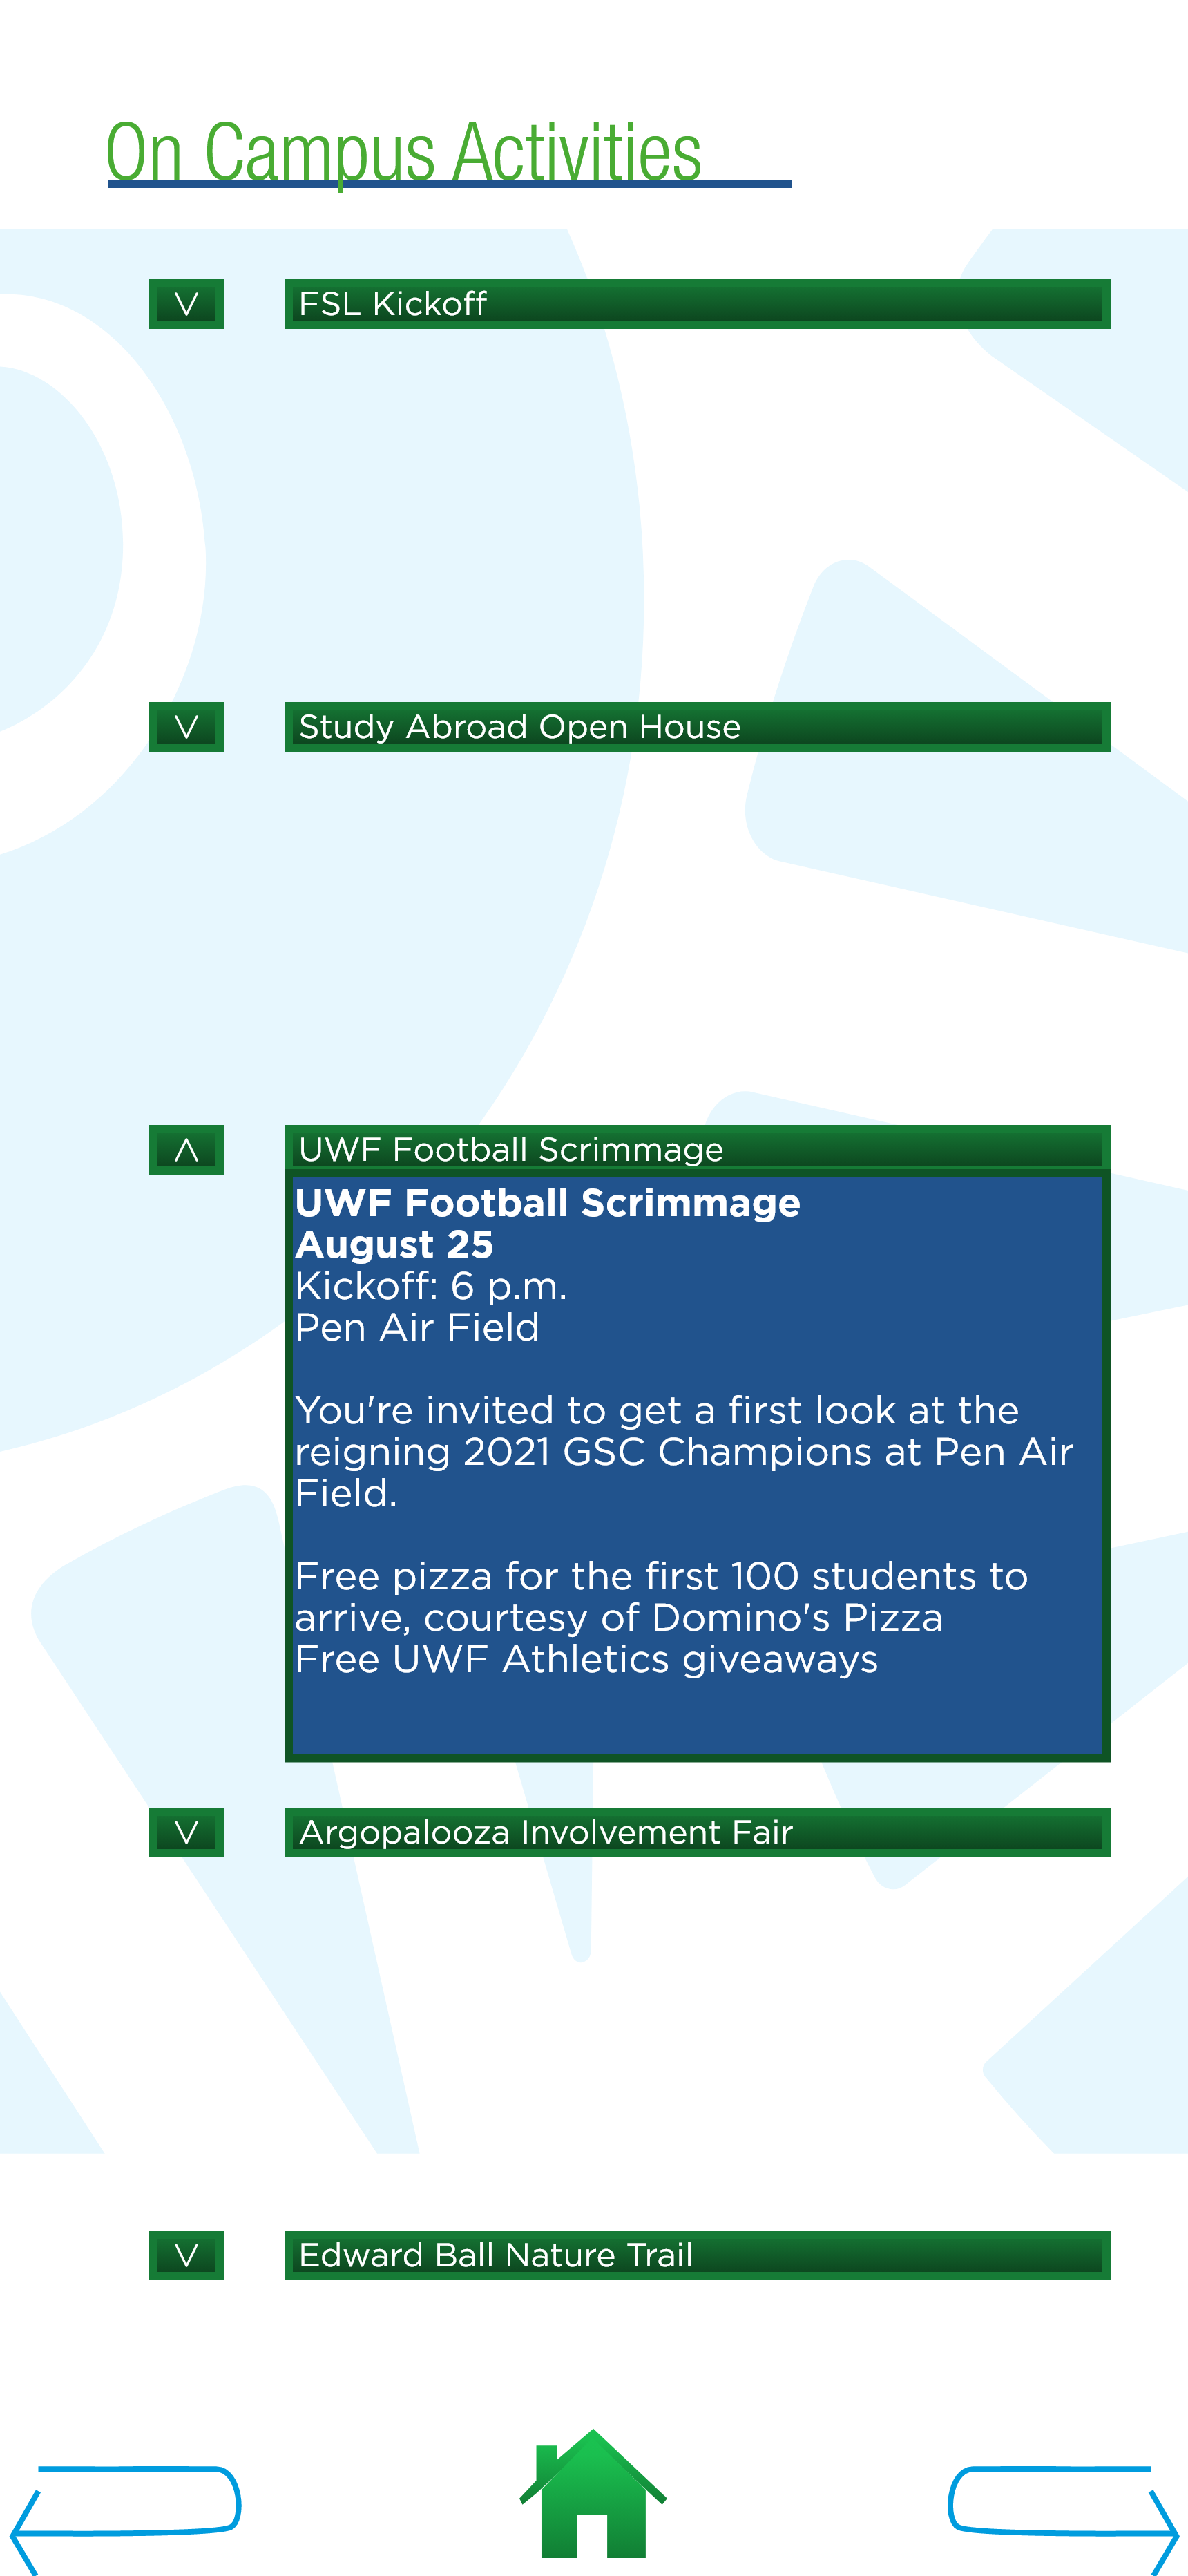 On Campus Activities
V
FSL Kickoff
V
Study Abroad Open House
Λ
UWF Football Scrimmage
UWF Football Scrimmage
August 25
Kickoff: 6 p.m.
Pen Air Field
You're invited to get a first look at the
reigning 2021 GSC Champions at Pen Air
Field.
Free pizza for the first 100 students to
arrive, courtesy of Domino's Pizza
Free UWF Athletics giveaways
V
Argopalooza Involvement Fair
V
Edward Ball Nature Trail